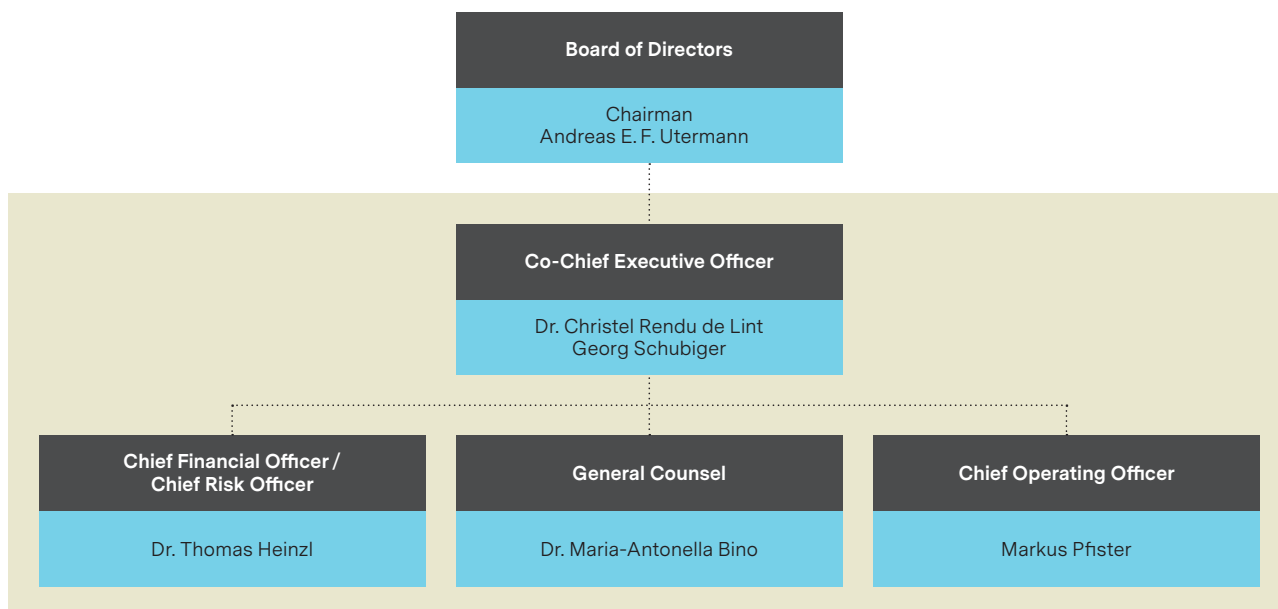 Board of Directors
Chairman
Andreas E. F. Utermann
Co-Chief Executive Officer
Dr. Christel Rendu de Lint
Georg Schubiger
Chief Financial Officer /
Chief Risk Officer
Dr. Thomas Heinzl
General Counsel
Dr. Maria-Antonella Bino
Chief Operating Officer
Markus Pfister